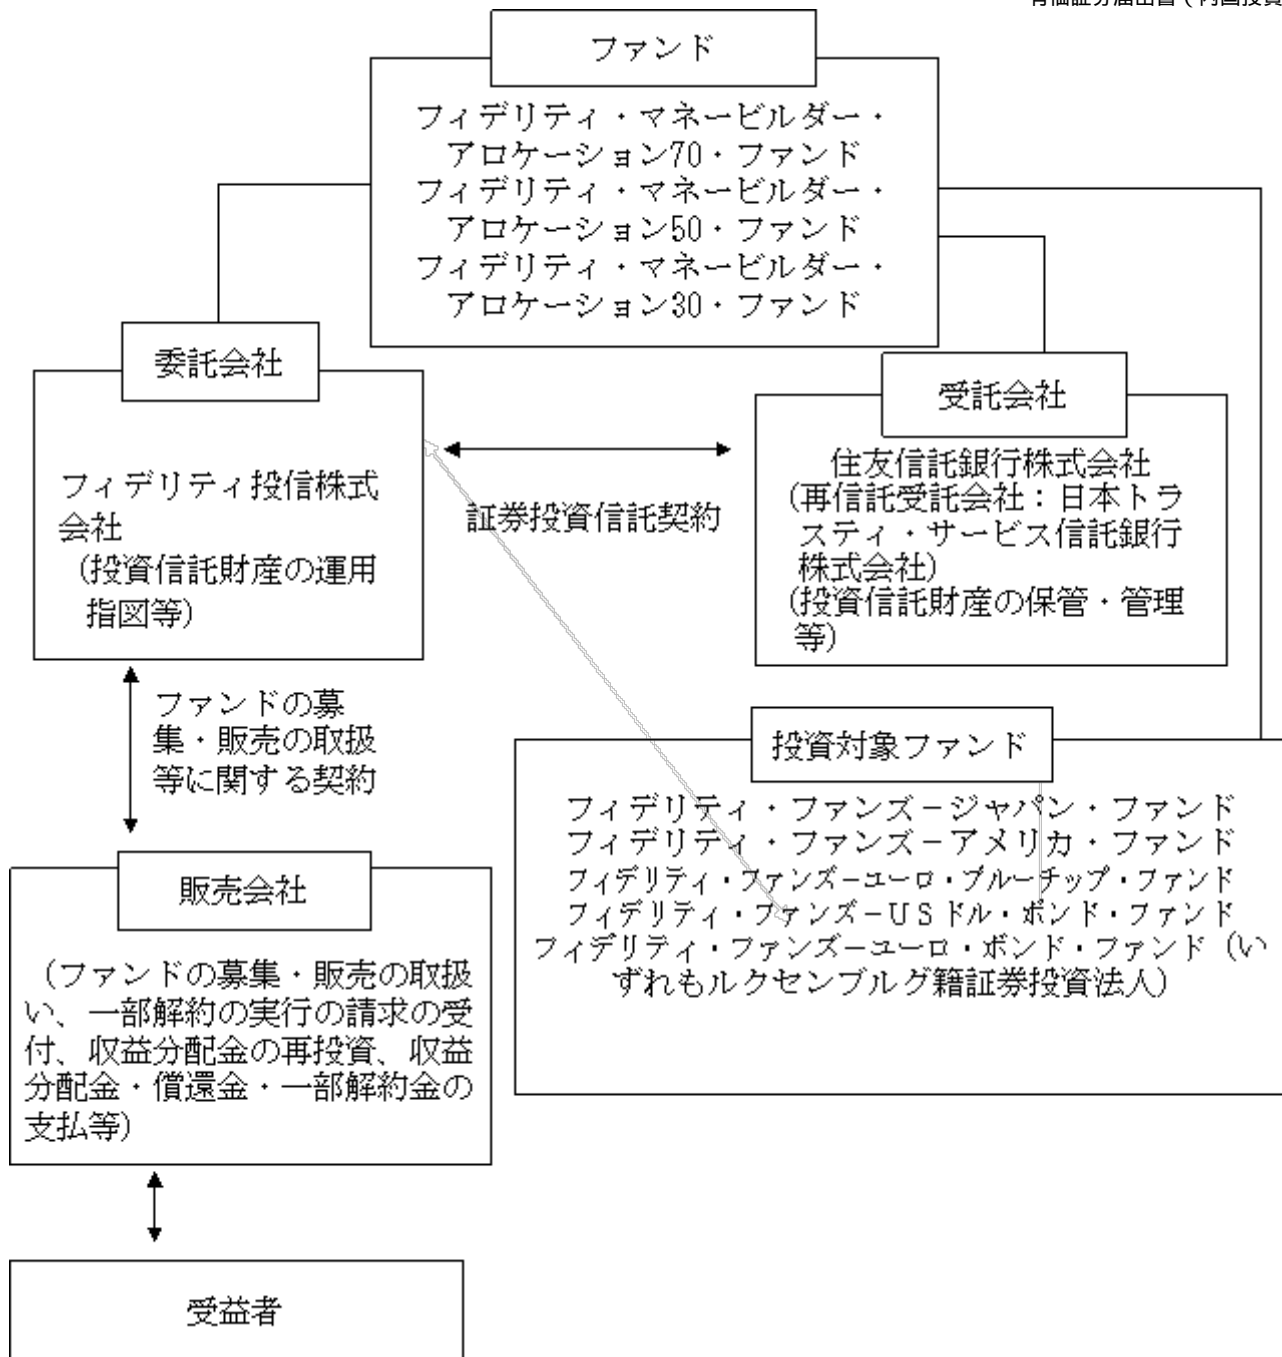 有価証券届出書（内国投資
ファンド
フィデリティ・マネービルダー・
アロケーション70・ファンド
フィデリティ・マネービルダー・
アロケーション50・ファンド
フィデリティ・マネービルダー・
アロケーション30・ファンド
委託会社
フィデリティ投信株式
会社
（投資信託財産の運用
指図等）
証券投資信託契約
受託会社
住友信託銀行株式会社
（再信託受託会社：日本トラ
スティ・サービス信託銀行
株式会社）
（投資信託財産の保管・管理
等）
ファンドの募
集・販売の取扱
等に関する契約
投資対象ファンド
フィデリティ・ファンズ－ジャパン・ファンド
フィデリティ・ファンズ－アメリカ・ファンド
フィデリティ・ファンズ－ユーロ・ブルーチップ・ファンド
フィデリティ・ファンズ－ＵＳドル・ボンド・ファンド
フィデリティ・ファンズ－ユーロ・ボンド・ファンド（い
ずれもルクセンブルグ籍証券投資法人）
販売会社
（ファンドの募集・販売の取扱
い、一部解約の実行の請求の受
付、収益分配金の再投資、収益
分配金・償還金・一部解約金の
支払等）
受益者